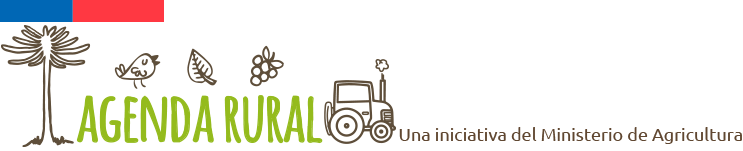 AGENDA RURAL
Una iniciativa del Ministerio de Agricultura